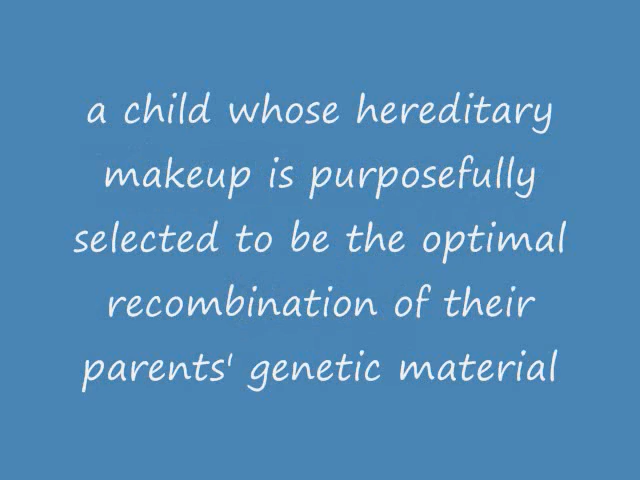 a child whose hereditary
makeup is purposefully
selected to be the optimal
recombination of their
parents' genetic material